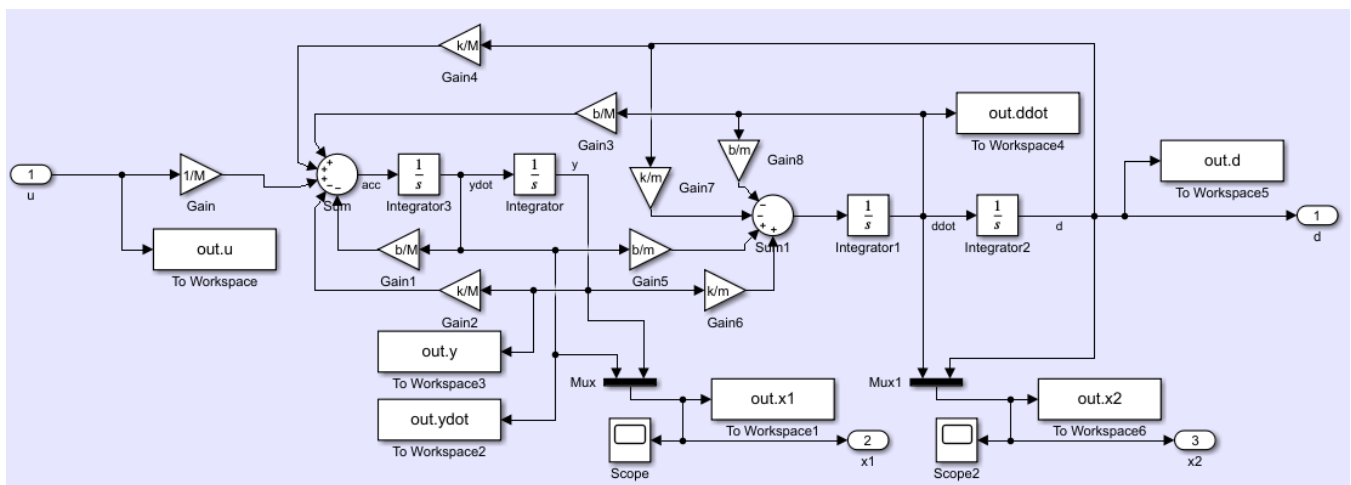 k/M
Gain4
b/M
Gain3
out.ddot
To Workspace4
b/m
Gain8
out.d
To Workspace5
1
u
1/M
Gain
+
+
+
−
−
Sum
acc
1
s
Integrator3
ydot
1
s
Integrator
y
k/m
Gain7
−
−
+
+
Sum1
1
s
Integrator1
ddot
1
s
Integrator2
d
1
d
out.u
To Workspace
b/M
Gain1
b/m
Gain5
k/M
Gain2
k/m
Gain6
out.y
To Workspace3
Mux
out.x1
To Workspace1
Mux1
out.x2
To Workspace6
out.ydot
To Workspace2
Scope
2
x1
Scope2
3
x2